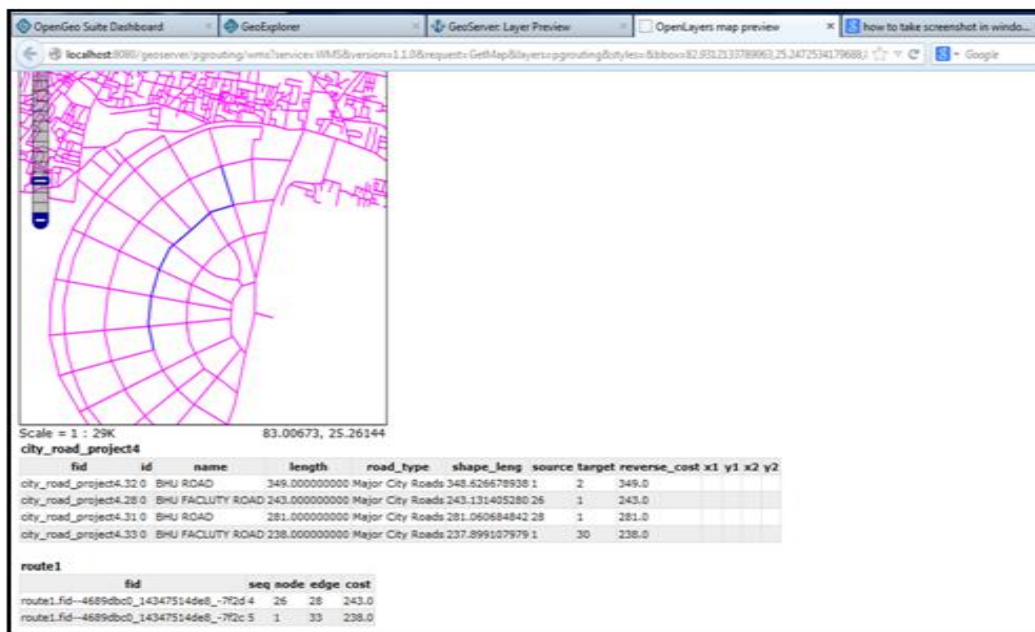 OpenGeo Suite Dashboard × GeoExplorer × GeoServer: Layer Preview × OpenLayers map preview × how to take screenshot in windo...
localhost:8080/geoserver/pgrouting/wms?service=WMS&version=1.1.0&request=GetMap&layers=pgrouting&styles=&bbox=82.9312133789063,25.2472534179688, Google
Scale = 1 : 29K 83.00673, 25.26144
city_road_project4
fid id name length road_type shape_leng source target reverse_cost x1 y1 x2 y2
city_road_project4.32 0 BHU ROAD 349.000000000 Major City Roads 348.626678938 1 2 349.0
city_road_project4.28 0 BHU FACLUTY ROAD 243.000000000 Major City Roads 243.131405280 26 1 243.0
city_road_project4.31 0 BHU ROAD 281.000000000 Major City Roads 281.060684842 28 1 281.0
city_road_project4.33 0 BHU FACLUTY ROAD 238.000000000 Major City Roads 237.899107979 1 30 238.0
route1
fid seq node edge cost
route1.fid--4689dbc0_14347514de8_-7f2d 4 26 28 243.0
route1.fid--4689dbc0_14347514de8_-7f2c 5 1 33 238.0